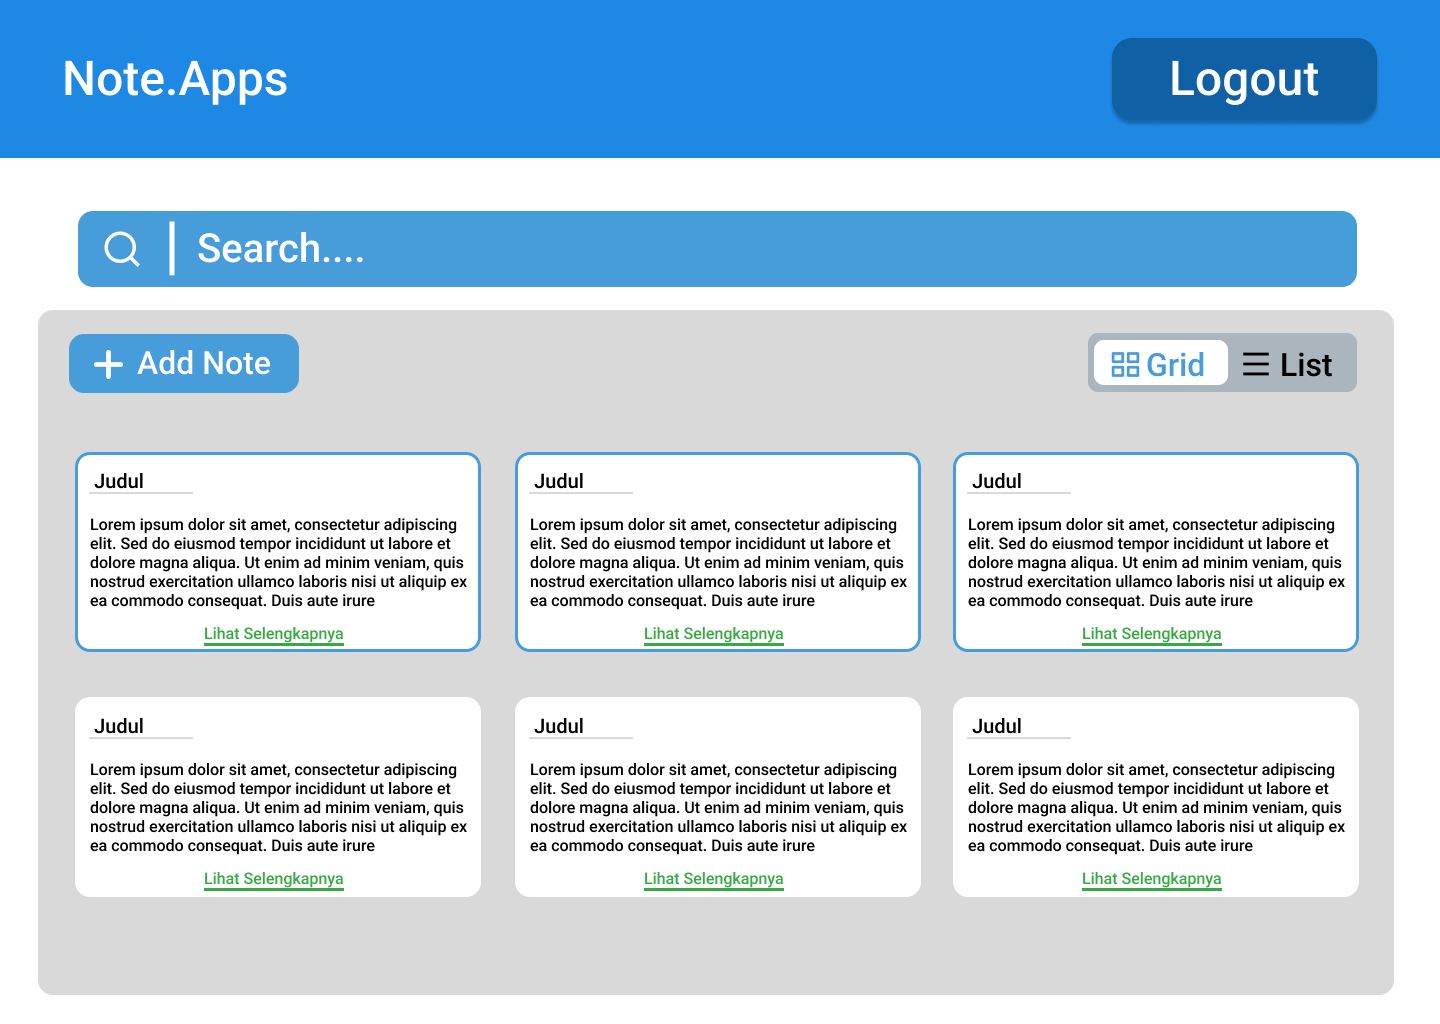 Note.Apps
Logout
Search....
Add Note
Grid
List
Judul
Lorem ipsum dolor sit amet, consectetur adipiscing
elit. Sed do eiusmod tempor incididunt ut labore et
dolore magna aliqua. Ut enim ad minim veniam, quis
nostrud exercitation ullamco laboris nisi ut aliquip ex
ea commodo consequat. Duis aute irure
Lihat Selengkapnya
Judul
Lorem ipsum dolor sit amet, consectetur adipiscing
elit. Sed do eiusmod tempor incididunt ut labore et
dolore magna aliqua. Ut enim ad minim veniam, quis
nostrud exercitation ullamco laboris nisi ut aliquip ex
ea commodo consequat. Duis aute irure
Lihat Selengkapnya
Judul
Lorem ipsum dolor sit amet, consectetur adipiscing
elit. Sed do eiusmod tempor incididunt ut labore et
dolore magna aliqua. Ut enim ad minim veniam, quis
nostrud exercitation ullamco laboris nisi ut aliquip ex
ea commodo consequat. Duis aute irure
Lihat Selengkapnya
Judul
Lorem ipsum dolor sit amet, consectetur adipiscing
elit. Sed do eiusmod tempor incididunt ut labore et
dolore magna aliqua. Ut enim ad minim veniam, quis
nostrud exercitation ullamco laboris nisi ut aliquip ex
ea commodo consequat. Duis aute irure
Lihat Selengkapnya
Judul
Lorem ipsum dolor sit amet, consectetur adipiscing
elit. Sed do eiusmod tempor incididunt ut labore et
dolore magna aliqua. Ut enim ad minim veniam, quis
nostrud exercitation ullamco laboris nisi ut aliquip ex
ea commodo consequat. Duis aute irure
Lihat Selengkapnya
Judul
Lorem ipsum dolor sit amet, consectetur adipiscing
elit. Sed do eiusmod tempor incididunt ut labore et
dolore magna aliqua. Ut enim ad minim veniam, quis
nostrud exercitation ullamco laboris nisi ut aliquip ex
ea commodo consequat. Duis aute irure
Lihat Selengkapnya